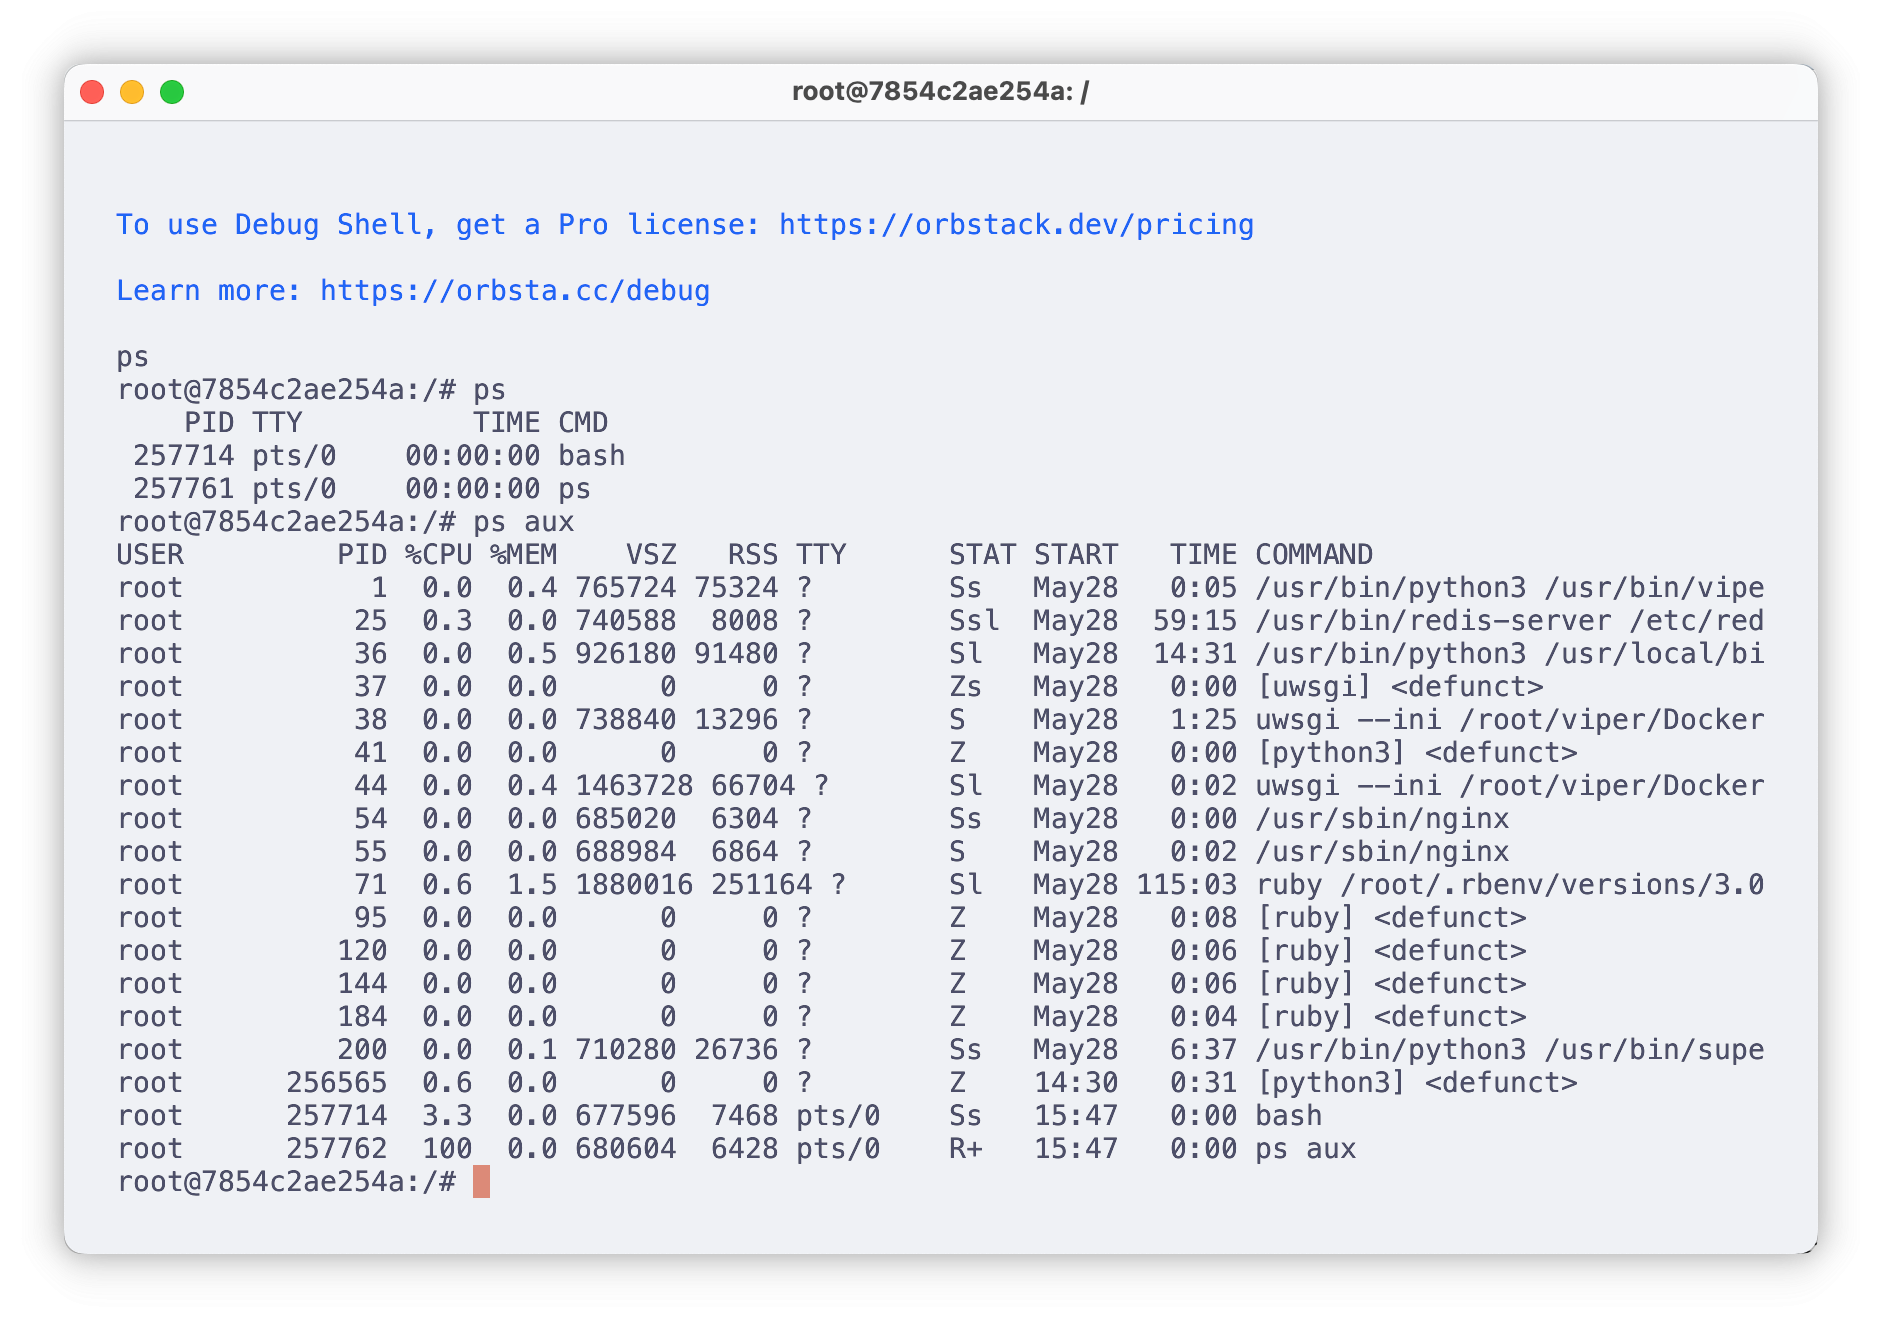 root@7854c2ae254a: /
To use Debug Shell, get a Pro license: https://orbstack.dev/pricing
Learn more: https://orbsta.cc/debug
ps
root@7854c2ae254a:/# ps
    PID TTY          TIME CMD
 257714 pts/0    00:00:00 bash
 257761 pts/0    00:00:00 ps
root@7854c2ae254a:/# ps aux
USER         PID %CPU %MEM    VSZ   RSS TTY      STAT START   TIME COMMAND
root           1  0.0  0.4 765724 75324 ?        Ss   May28   0:05 /usr/bin/python3 /usr/bin/vipe
root          25  0.3  0.0 740588  8008 ?        Ssl  May28  59:15 /usr/bin/redis-server /etc/red
root          36  0.0  0.5 926180 91480 ?        Sl   May28  14:31 /usr/bin/python3 /usr/local/bi
root          37  0.0  0.0      0     0 ?        Zs   May28   0:00 [uwsgi] <defunct>
root          38  0.0  0.0 738840 13296 ?        S    May28   1:25 uwsgi --ini /root/viper/Docker
root          41  0.0  0.0      0     0 ?        Z    May28   0:00 [python3] <defunct>
root          44  0.0  0.4 1463728 66704 ?       Sl   May28   0:02 uwsgi --ini /root/viper/Docker
root          54  0.0  0.0 685020  6304 ?        Ss   May28   0:00 /usr/sbin/nginx
root          55  0.0  0.0 688984  6864 ?        S    May28   0:02 /usr/sbin/nginx
root          71  0.6  1.5 1880016 251164 ?      Sl   May28 115:03 ruby /root/.rbenv/versions/3.0
root          95  0.0  0.0      0     0 ?        Z    May28   0:08 [ruby] <defunct>
root         120  0.0  0.0      0     0 ?        Z    May28   0:06 [ruby] <defunct>
root         144  0.0  0.0      0     0 ?        Z    May28   0:06 [ruby] <defunct>
root         184  0.0  0.0      0     0 ?        Z    May28   0:04 [ruby] <defunct>
root         200  0.0  0.1 710280 26736 ?        Ss   May28   6:37 /usr/bin/python3 /usr/bin/supe
root      256565  0.6  0.0      0     0 ?        Z    14:30   0:31 [python3] <defunct>
root      257714  3.3  0.0 677596  7468 pts/0    Ss   15:47   0:00 bash
root      257762  100  0.0 680604  6428 pts/0    R+   15:47   0:00 ps aux
root@7854c2ae254a:/#